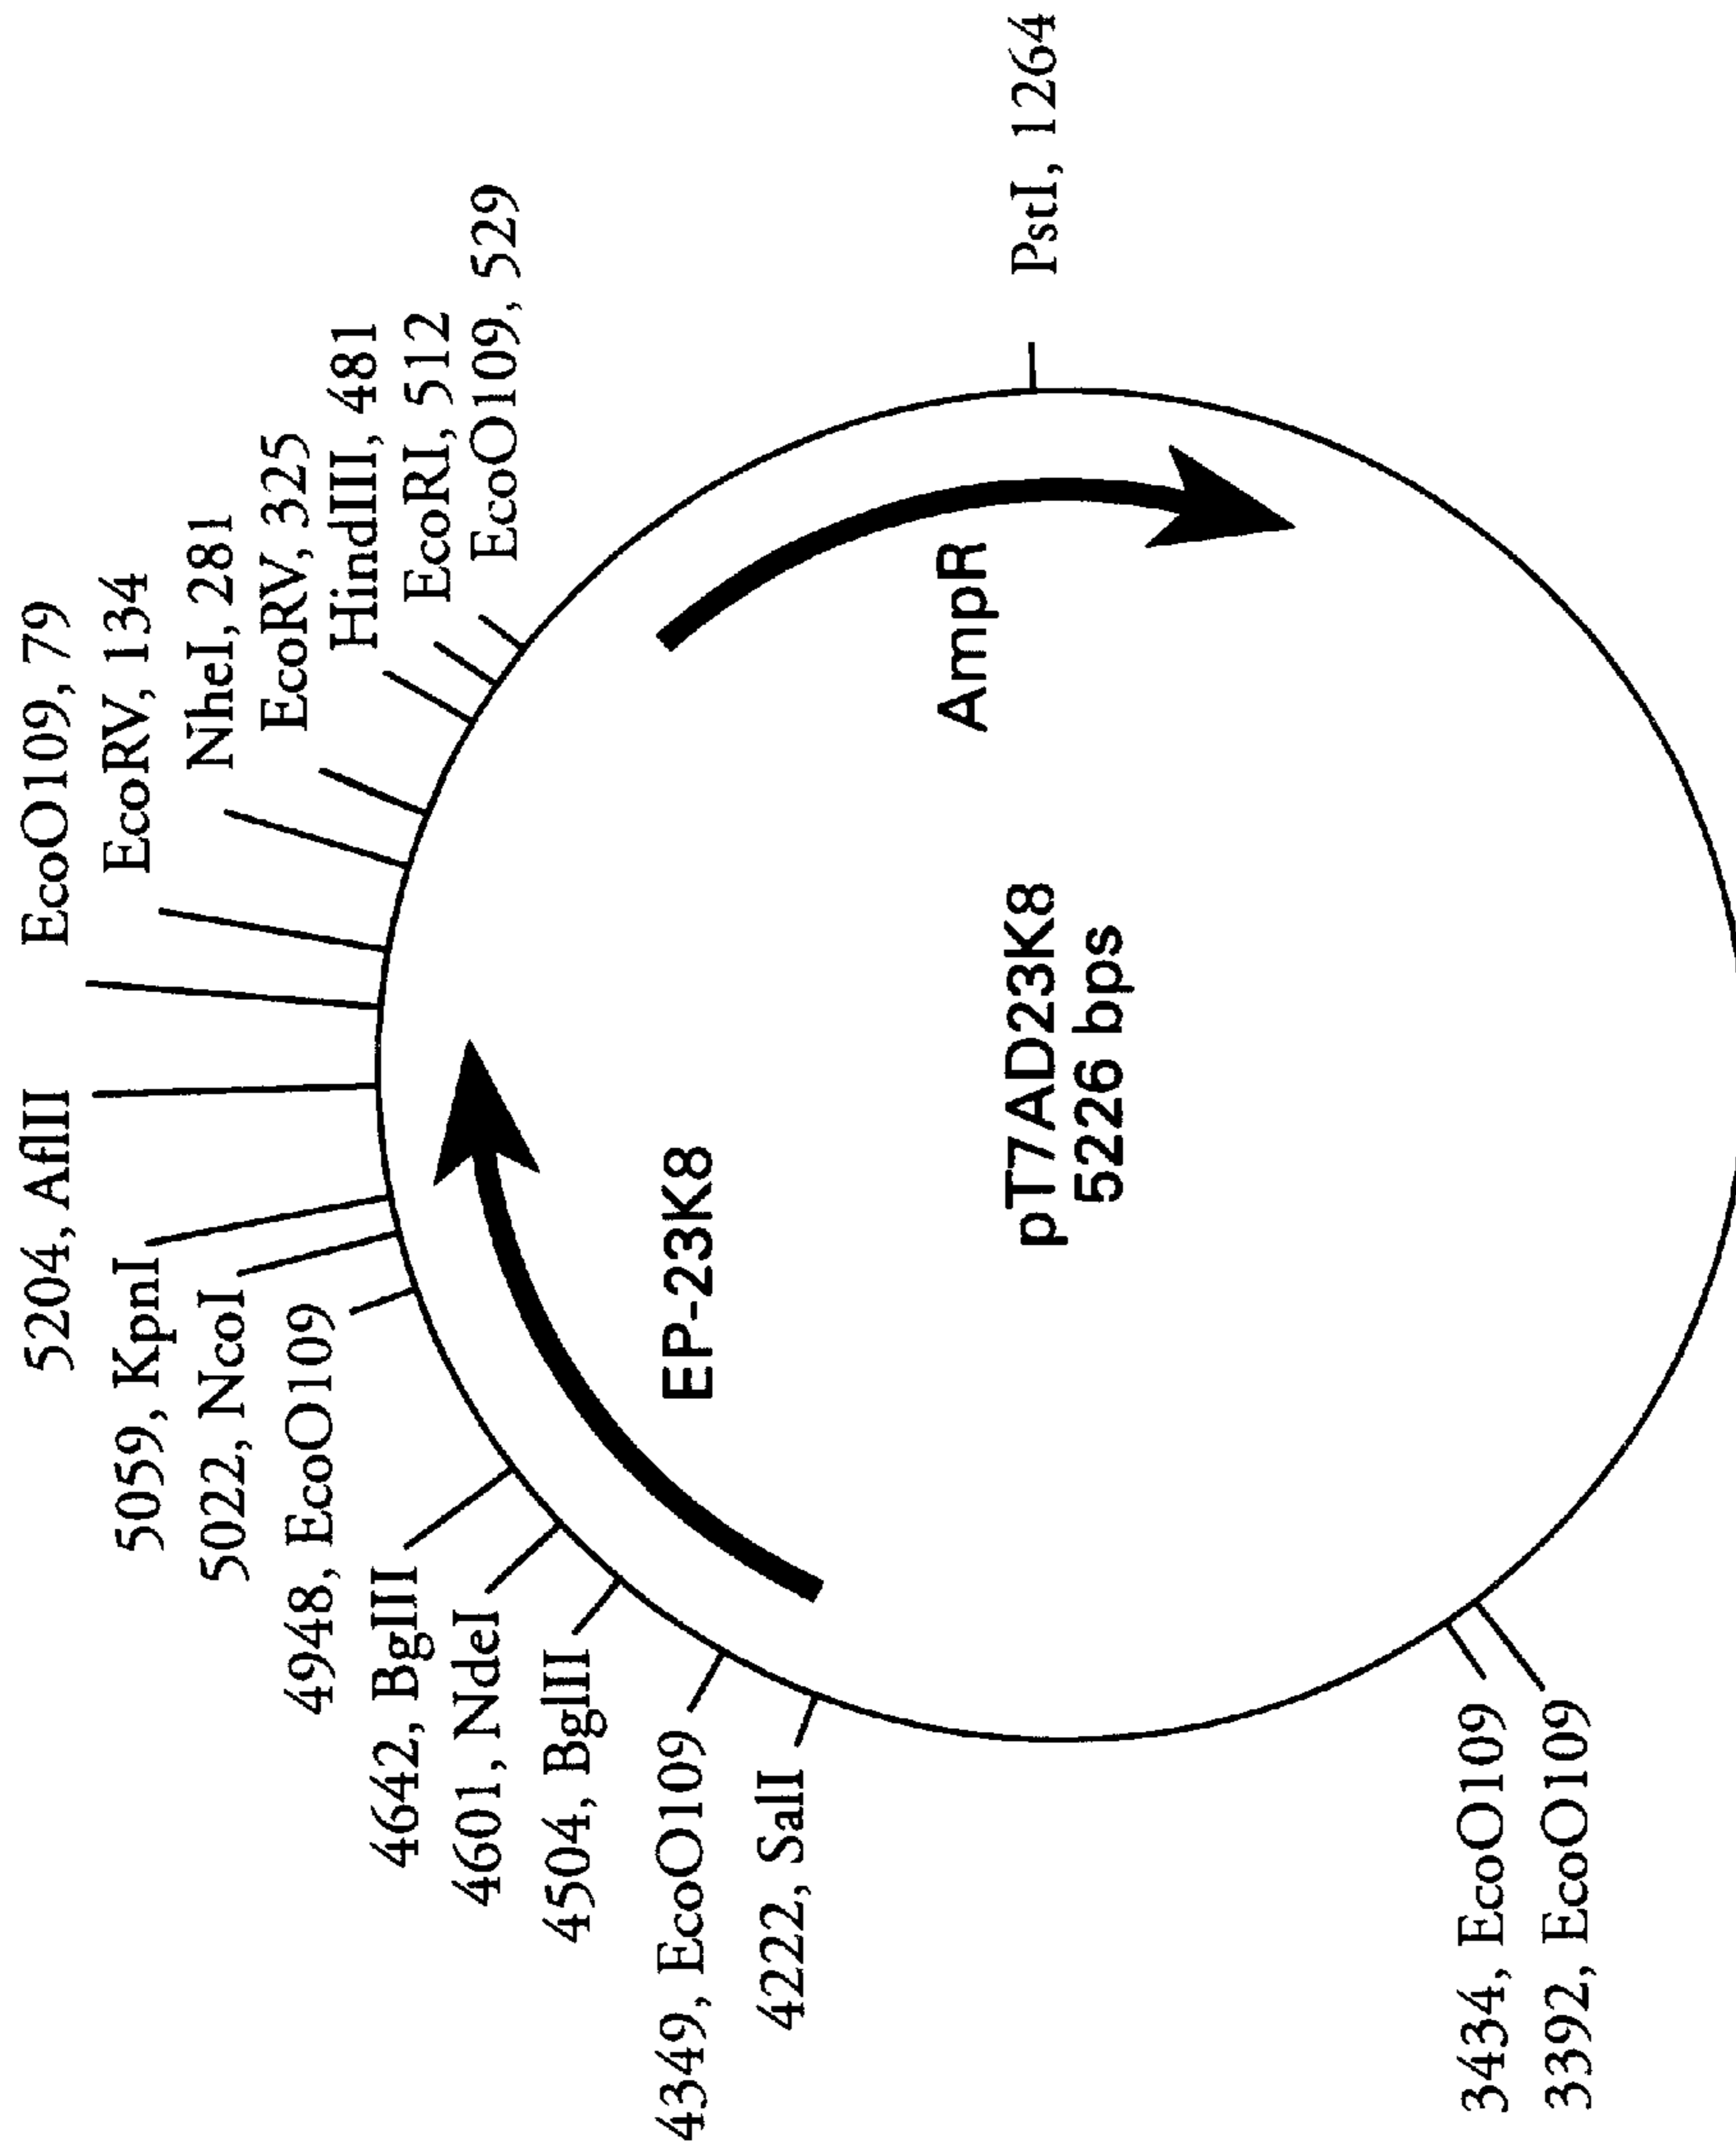 5204, AflII
5059, KpnI
5022, NcoI
4948, EcoO109
4642, BglII
4601, NdeI
4504, BglII
4349, EcoO109
4222, SalI
3434, EcoO109
3392, EcoO109
EcoO109, 79
EcoRV, 134
NheI, 281
EcoRV, 325
HindIII, 481
EcoRI, 512
EcoO109, 529
PstI, 1264
EP-23K8
AmpR
pT7AD23K8
5226 bps